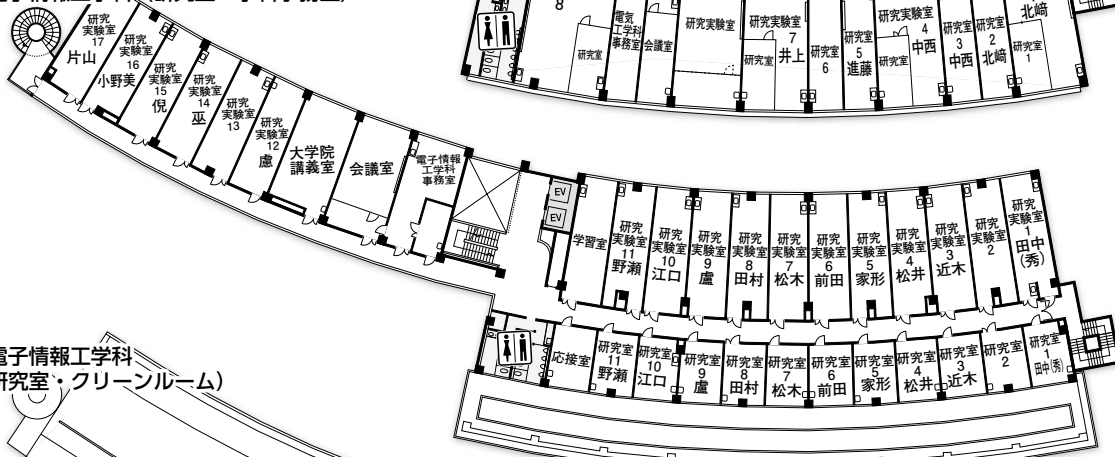 研究
実験室
17
片山
研究
実験室
16
小野美
研究
実験室
15
倪
研究
実験室
14
巫
研究
実験室
13
研究
実験室
12
慮
大学院
講義室
会議室
電子情報
工学科
事務室
8
研究室
電気
工学科
事務室
会議室
研究実験室
研究実験室
7
井上
研究室
研究室
6
研究室
5
進藤
研究実験室
4
中西
研究室
研究室
3
中西
研究室
2
北﨑
北﨑
研究室
1
EV
EV
学習室
研究
実験室
11
野瀬
研究
実験室
10
江口
研究
実験室
9
盧
研究
実験室
8
田村
研究
実験室
7
松木
研究
実験室
6
前田
研究
実験室
5
家形
研究
実験室
4
松井
研究
実験室
3
近木
研究
実験室
2
研究
実験室
1
田中
(秀)
応接室
研究室
11
野瀬
研究室
10
江口
研究室
9
盧
研究室
8
田村
研究室
7
松木
研究室
6
前田
研究室
5
家形
研究室
4
松井
研究室
3
近木
研究室
2
研究室
1
田中(秀)
電子情報工学科
研究室・クリーンルーム）